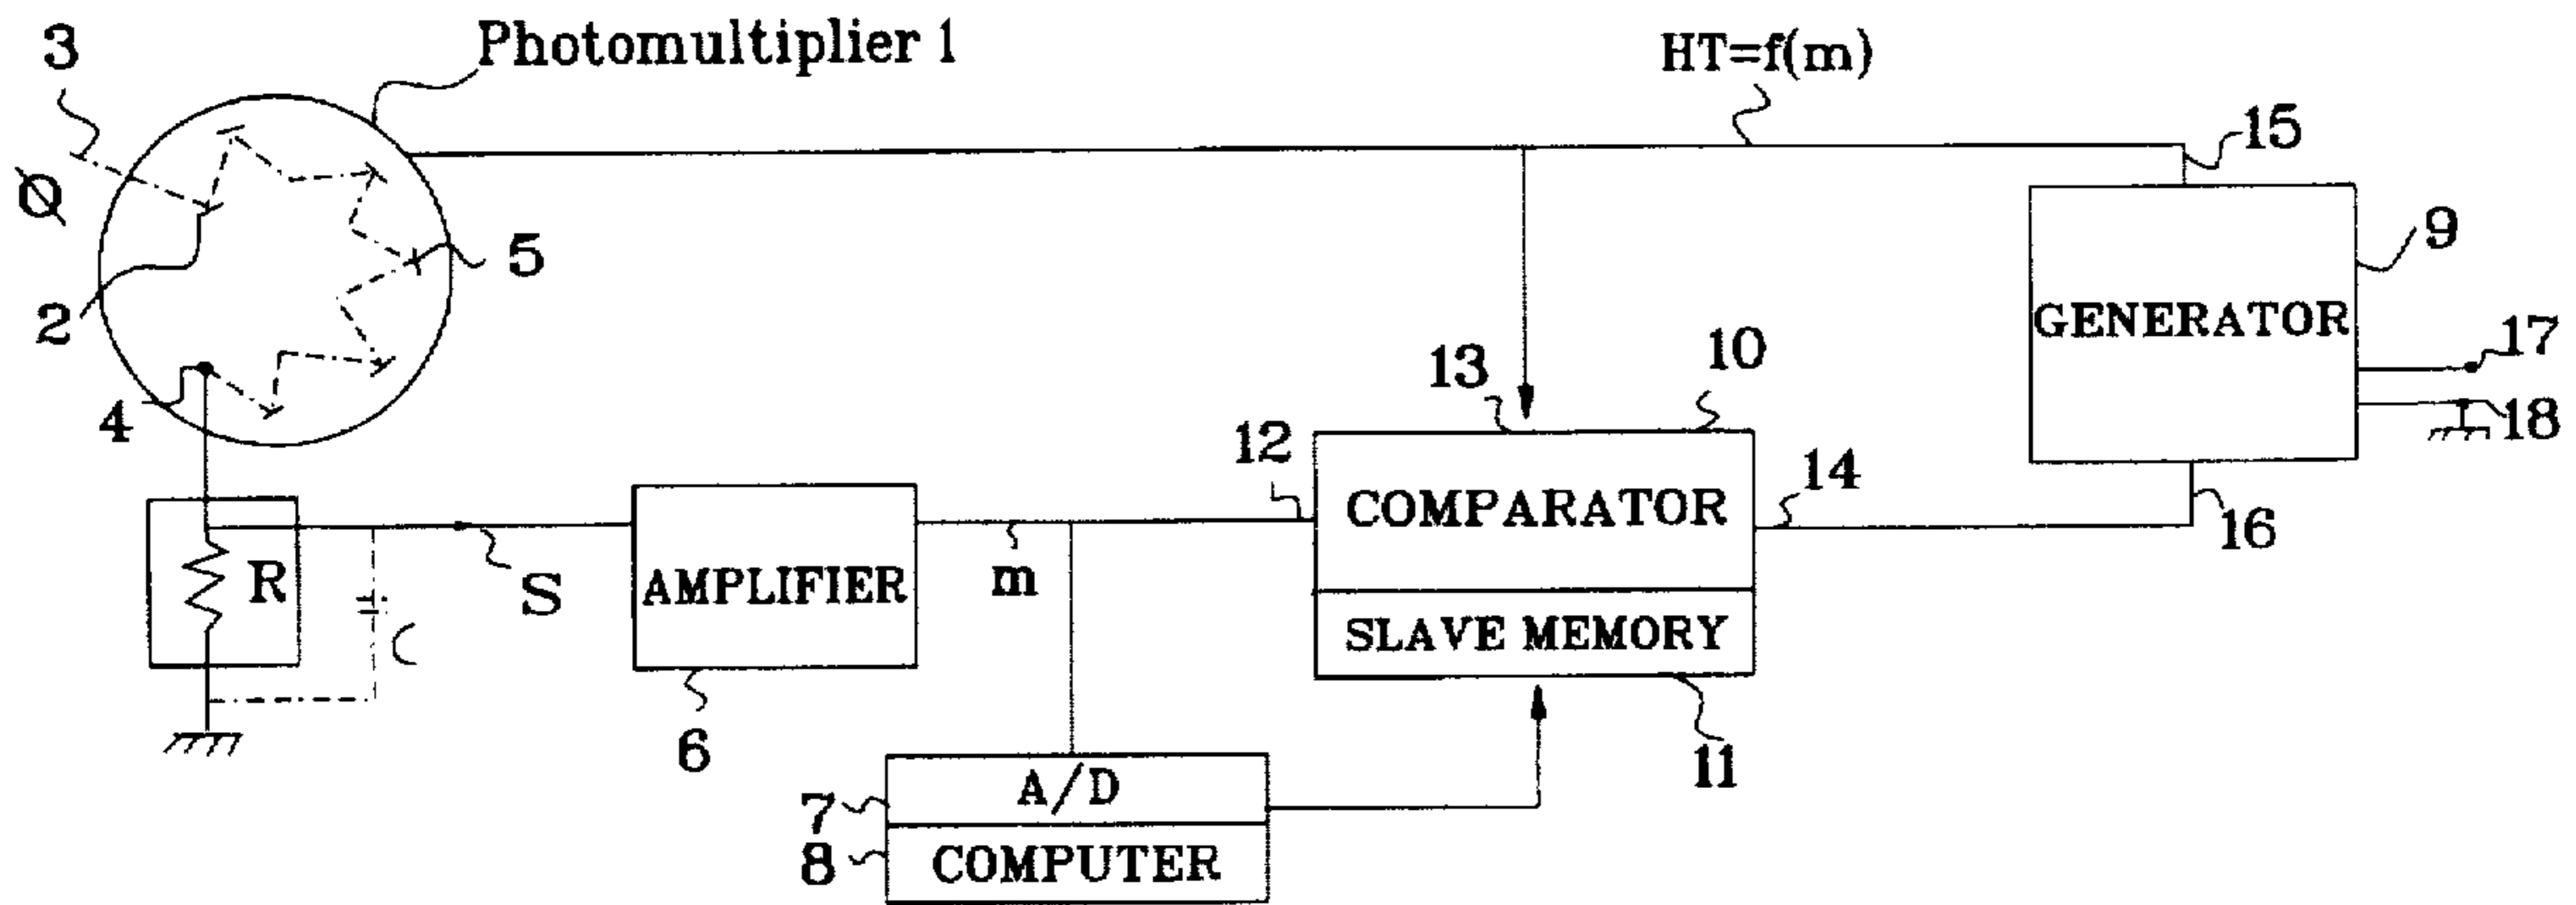 Photomultiplier 1
HT=f(m)
3
15
Ø
9
5
2
GENERATOR
17
10
13
4
18
12
14
COMPARATOR
16
R
S
AMPLIFIER
m
C
SLAVE MEMORY
6
11
A/D
7
8
COMPUTER